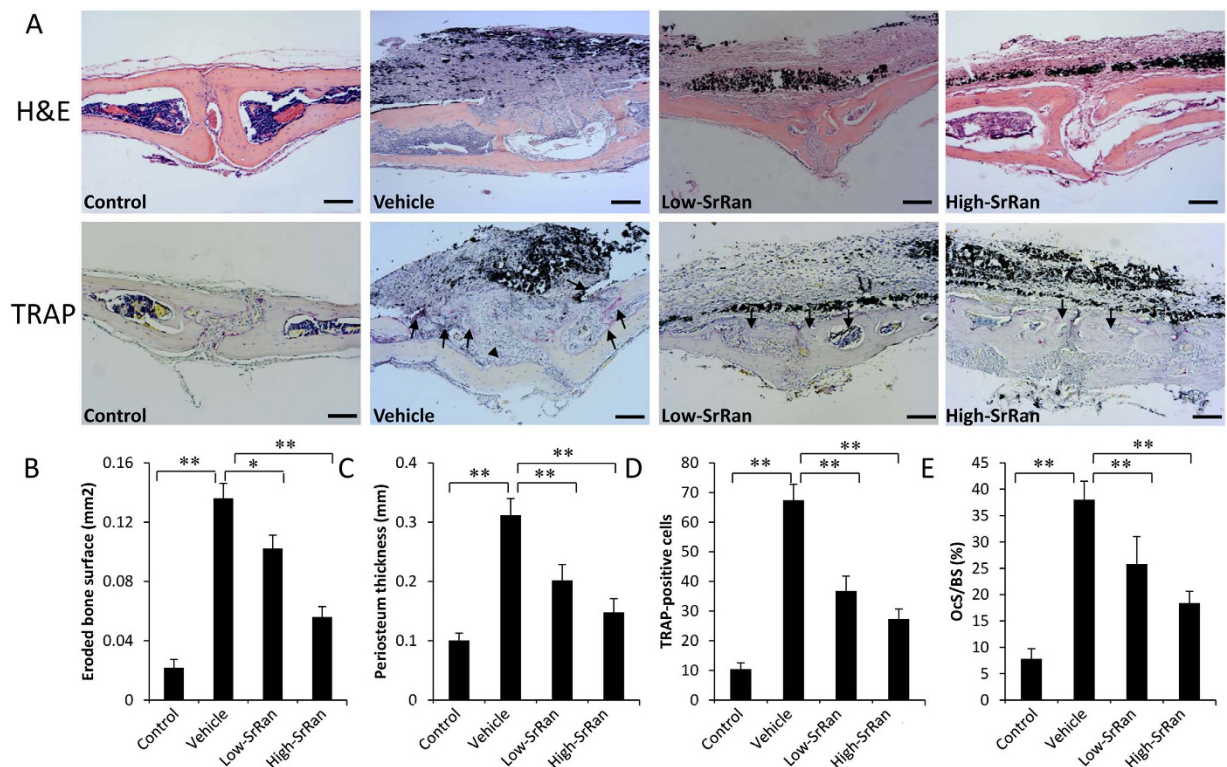 A
H&E
Control
Vehicle
Low-SrRan
High-SrRan
TRAP
Control
Vehicle
Low-SrRan
High-SrRan
B
Eroded bone surface (mm2)
0.16
0.12
0.08
0.04
0
**
*
**
Control
Vehicle
Low-SrRan
High-SrRan
C
Periosteum thickness (mm)
0.4
0.3
0.2
0.1
0
**
**
**
Control
Vehicle
Low-SrRan
High-SrRan
D
TRAP-positive cells
80
70
60
50
40
30
20
10
0
**
**
**
Control
Vehicle
Low-SrRan
High-SrRan
E
OcS/BS (%)
45
40
35
30
25
20
15
10
5
0
**
**
**
Control
Vehicle
Low-SrRan
High-SrRan